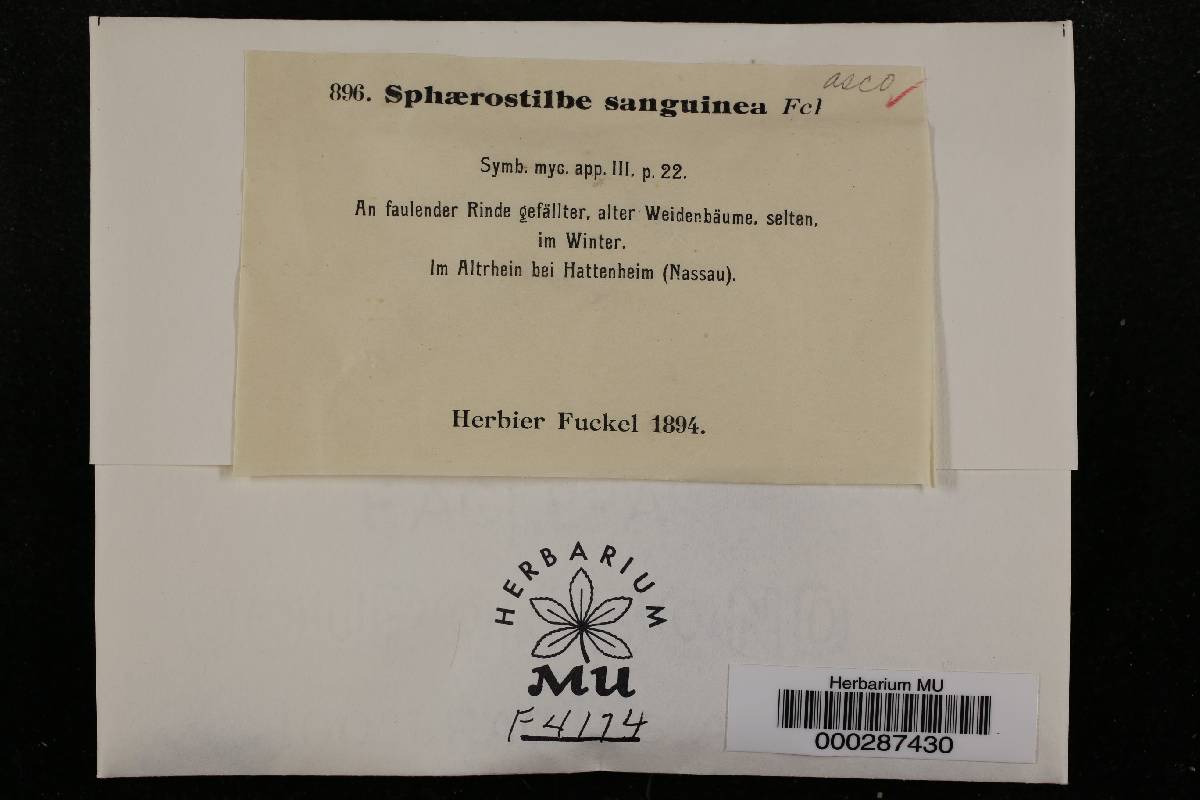 asco
896. Sphærostilbe sanguinea Fcl
Symb. myc. app. III. p. 22.
An faulender Rinde gefällter, alter Weidenbäume, selten,
im Winter.
Im Altrhein bei Hattenheim (Nassau).
Herbier Fuckel 1894.
HERBARIUM
MU
F4174
Herbarium MU
000287430